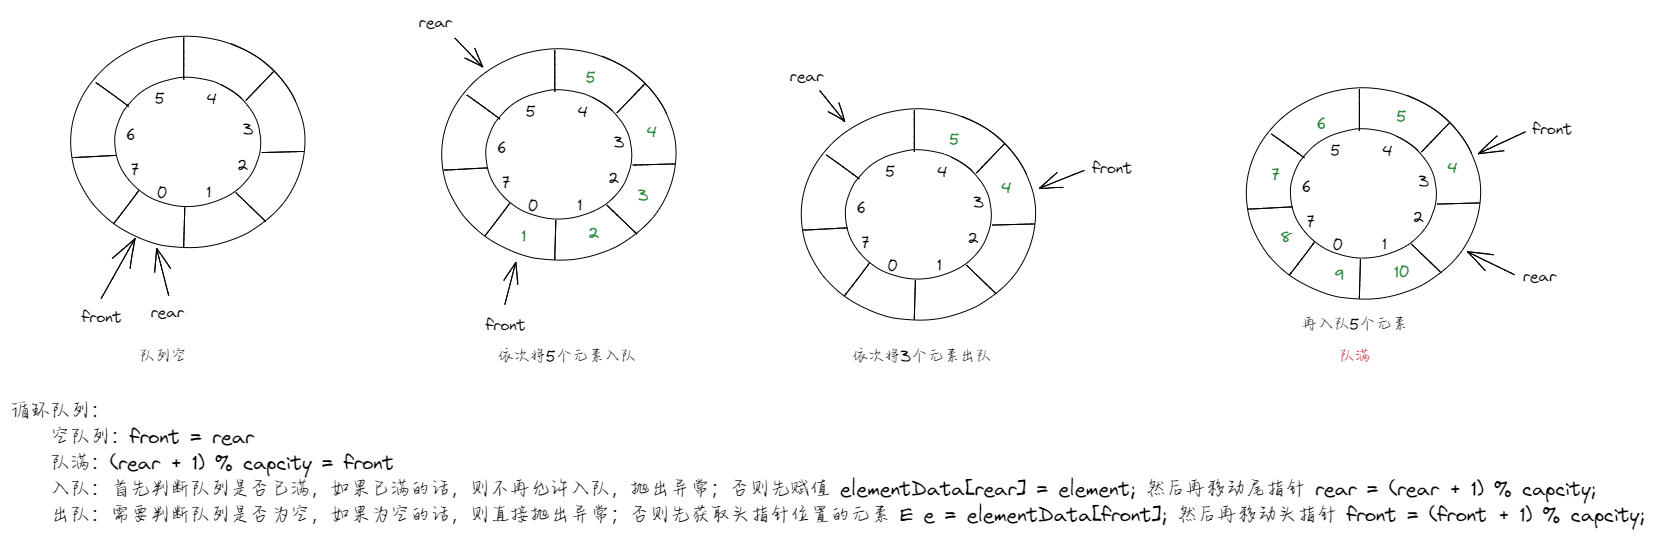 rear
5
4
3
2
1
0
7
6
front
rear
队列空
5
4
3
2
1
0
7
6
5
4
3
2
1
front
依次将5个元素入队
rear
5
4
3
2
1
0
7
6
5
4
front
依次将3个元素出队
5
4
3
2
1
0
7
6
6
5
4
7
8
9
10
front
rear
再入队5个元素
队满
循环队列:
空队列: front = rear
队满: (rear + 1) % capcity = front
入队: 首先判断队列是否已满, 如果已满的话, 则不再允许入队, 抛出异常; 否则先赋值 elementData[rear] = element; 然后再移动尾指针 rear = (rear + 1) % capcity;
出队: 需要判断队列是否为空, 如果为空的话, 则直接抛出异常; 否则先获取头指针位置的元素 E e = elementData[front]; 然后再移动头指针 front = (front + 1) % capcity;